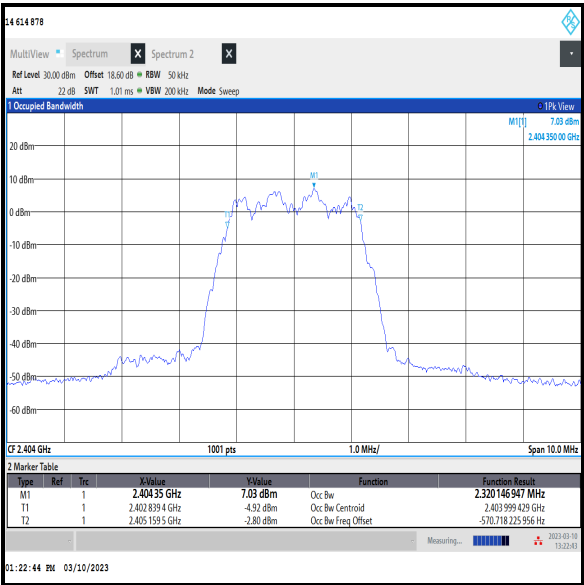 14 614 878
MultiView Spectrum X Spectrum 2 X
Ref Level 30.00 dBm Offset 18.60 dB RBW 50 kHz
Att 22 dB SWT 1.01 ms VBW 200 kHz Mode Sweep
1 Occupied Bandwidth 1Pk View
M1[1] 7.03 dBm
2.404 350 00 GHz
20 dBm
10 dBm
M1
0 dBm
T1
T2
-10 dBm
-20 dBm
-30 dBm
-40 dBm
-50 dBm
-60 dBm
CF 2.404 GHz 1001 pts 1.0 MHz/ Span 10.0 MHz
2 Marker Table
Type Ref Trc X-Value Y-Value Function Function Result
M1 1 2.404 35 GHz 7.03 dBm Occ Bw 2.320 146 947 MHz
T1 1 2.402 839 4 GHz -4.92 dBm Occ Bw Centroid 2.403 999 429 GHz
T2 1 2.405 159 5 GHz -2.80 dBm Occ Bw Freq Offset -570.718 225 956 Hz
Measuring... 2023-03-10
13:22:43
01:22:44 PM 03/10/2023